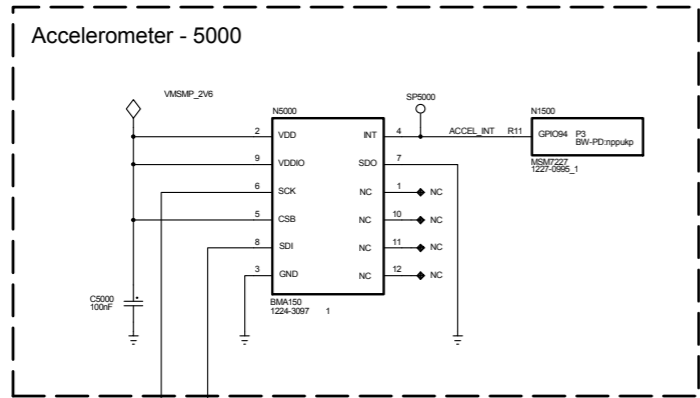 Accelerometer - 5000
VMSMP_2V6
SP5000
N5000
N1500
2 VDD
INT 4
ACCEL_INT R11
GPIO94 P3
BW-PD:nppukp
9 VDDIO
SDO 7
MSM7227
1227-0995_1
6 SCK
NC 1 NC
5 CSB
NC 10 NC
8 SDI
NC 11 NC
3 GND
NC 12 NC
C5000
100nF
BMA150
1224-3097 1